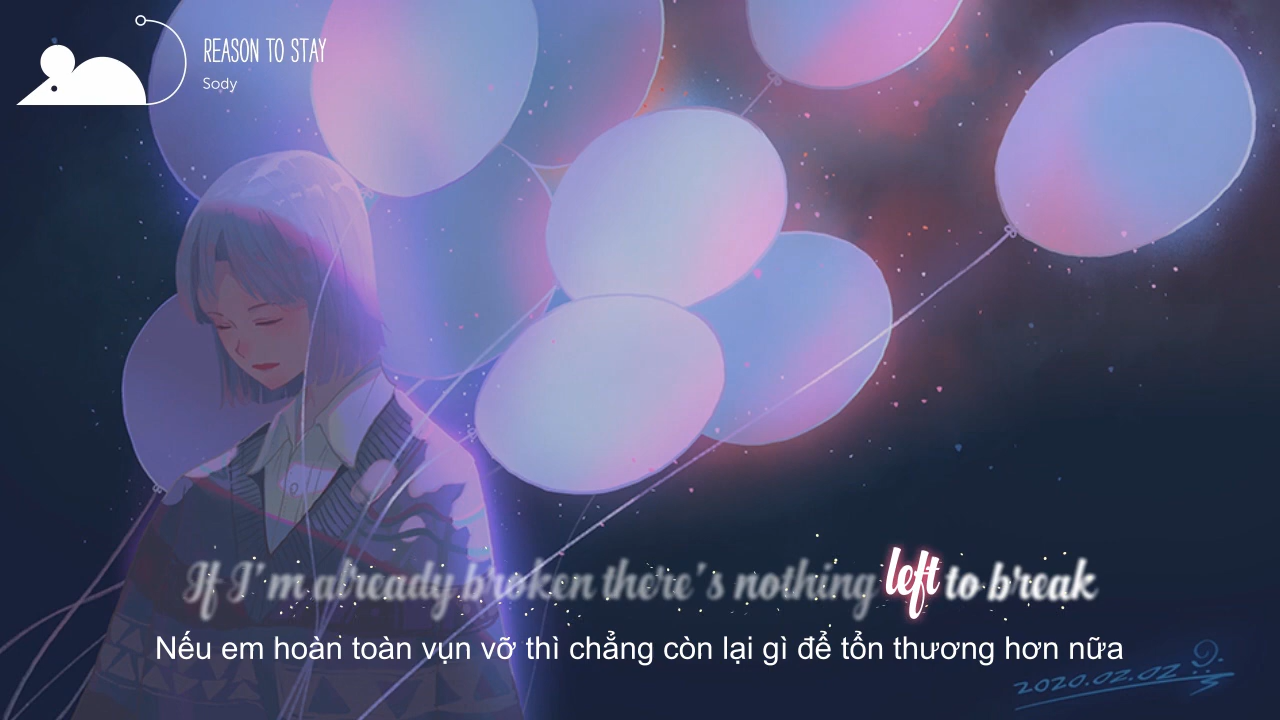 REASON TO STAY
Sody
If I'm already broken there's nothing left to break
Nếu em hoàn toàn vụn vỡ thì chẳng còn lại gì để tổn thương hơn nữa
2020.02.02